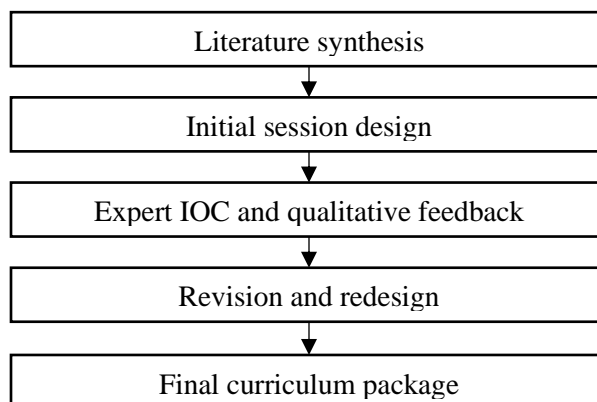 Literature synthesis
Initial session design
Expert IOC and qualitative feedback
Revision and redesign
Final curriculum package